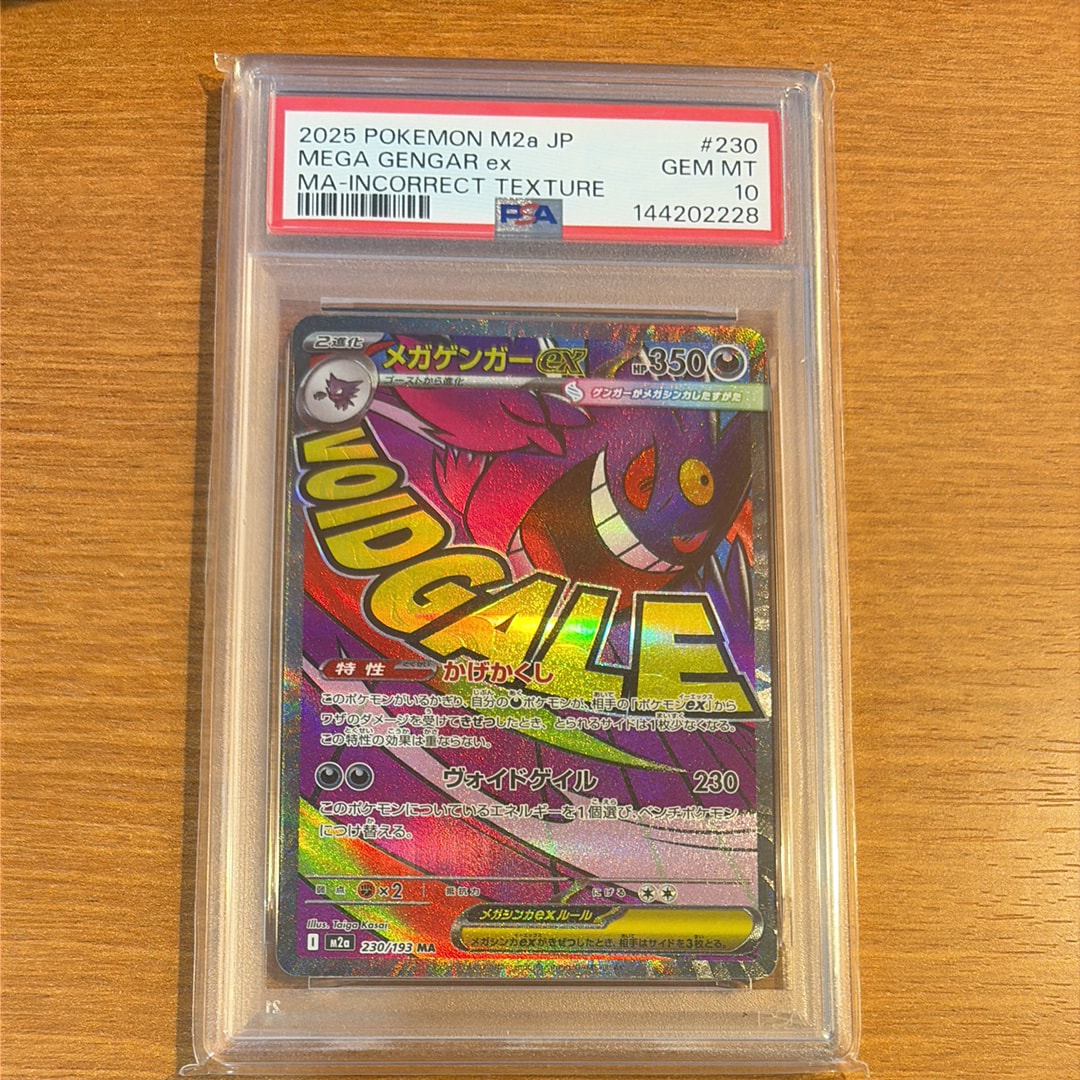 2025 POKEMON M2a JP #230
MEGA GENGAR ex GEM MT
MA-INCORRECT TEXTURE 10
PSA 144202228
2進化 メガゲンガーex HP350
ゴーストから進化
ゲンガーがメガシンカしたすがた
VOID GALE
特性 とくせい かげかくし
このポケモンがいるかぎり、自分のポケモンが、相手の「ポケモンex」から
ワザのダメージを受けてきぜつしたとき、とられるサイドは1枚少なくなる。
この特性の効果は重ならない。
ヴォイドゲイル 230
このポケモンについているエネルギーを1個選び、ベンチポケモン
につけ替える。
弱点 ×2 抵抗力 にげる
メガシンカexルール
メガシンカexがきぜつしたとき、相手はサイドを3枚とる。
Illus. Taiga Kasai
I m2a 230/193 MA